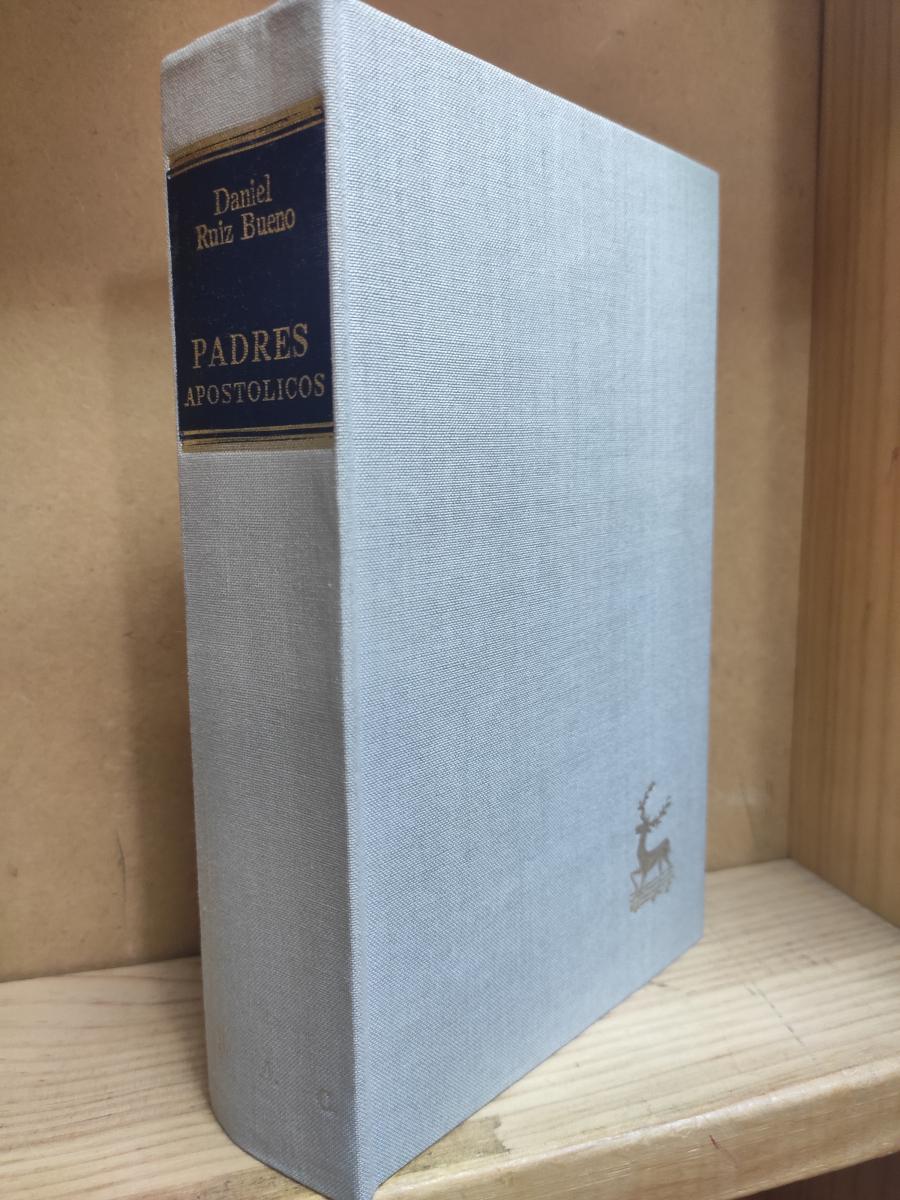 Daniel
Ruiz Bueno
PADRES
APOSTOLICOS
A. C